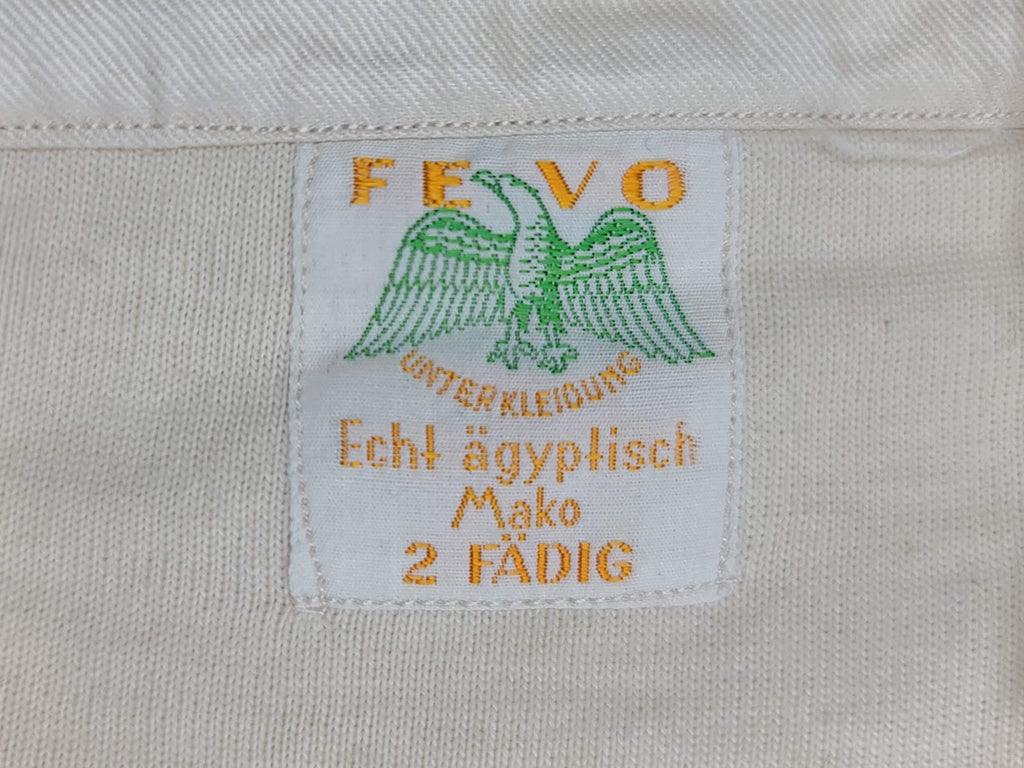 FEVO
UNTERKLEIDUNG
Echt ägyptisch
Mako
2 FÄDIG